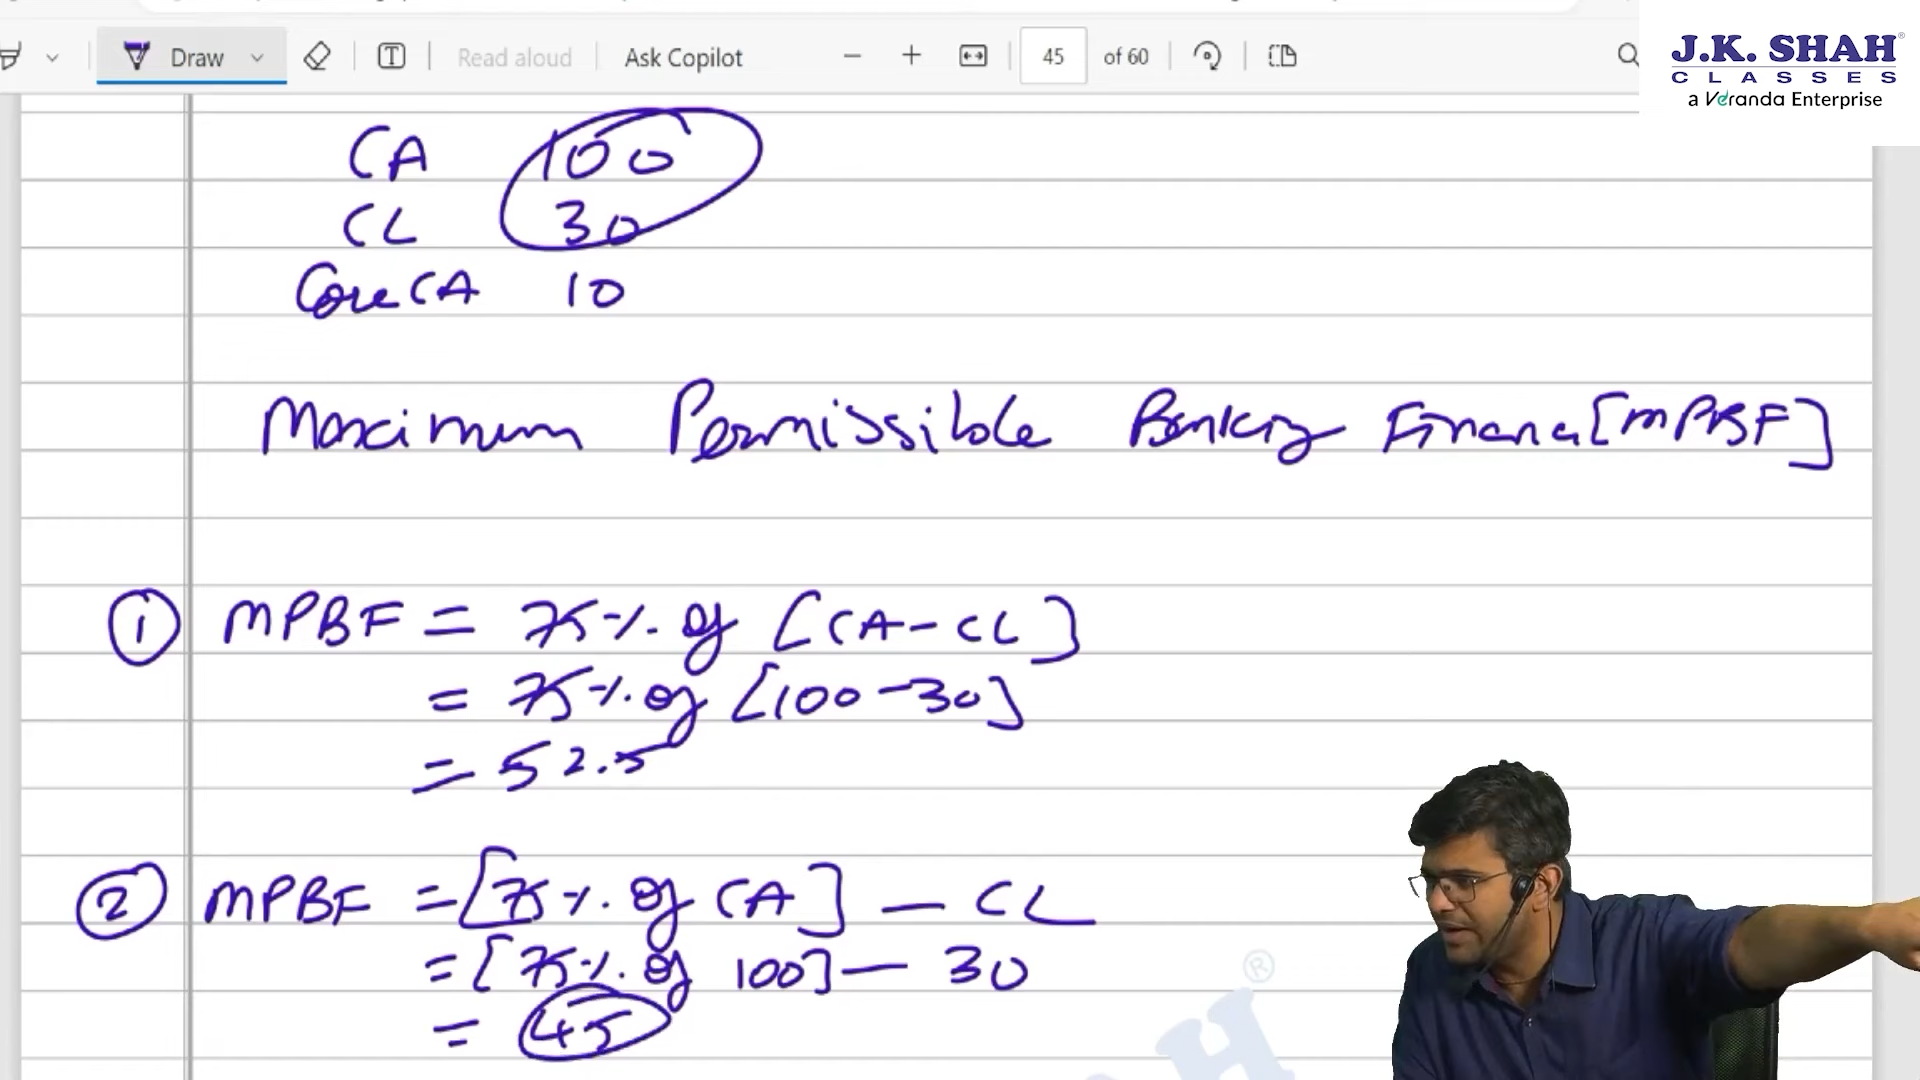 Draw
Read aloud
Ask Copilot
45 of 60
J.K. SHAH®
CLASSES
a Veranda Enterprise
CA 100
CL 30
Core CA 10
Maximum Permissible Banking Finance [MPBF]
① MPBF = 75% of [CA - CL]
= 75% of [100 - 30]
= 52.5
② MPBF = [75% of CA] - CL
= [75% of 100] - 30
= 45
®
H